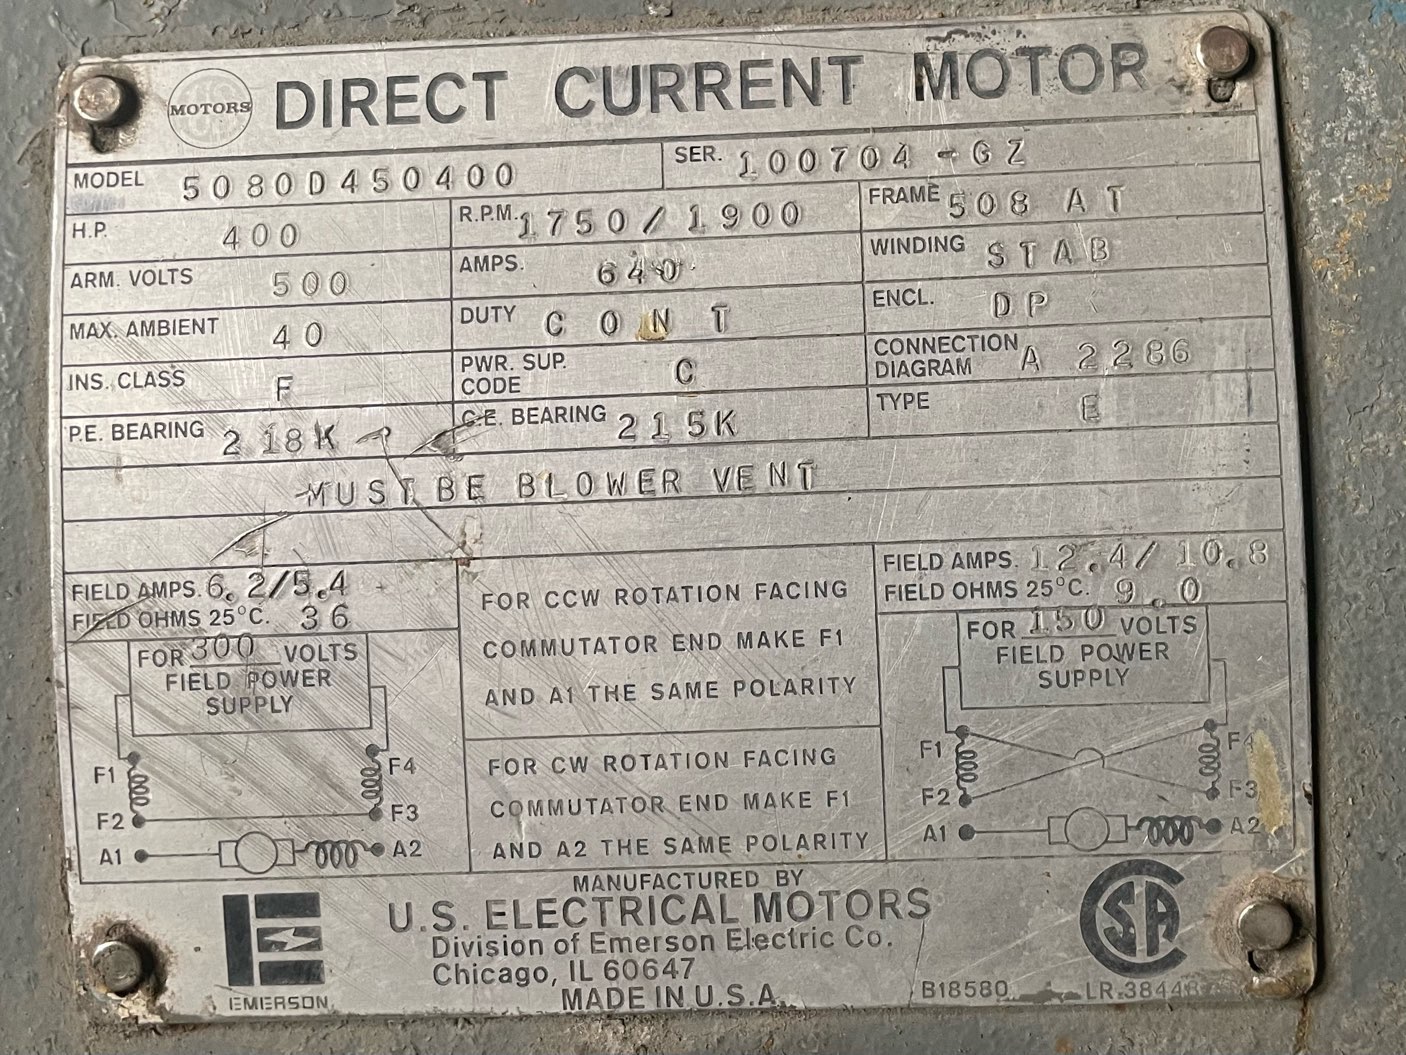 MOTORS DIRECT CURRENT MOTOR
MODEL 5080D450400 SER. 100704-GZ
H.P. 400 R.P.M. 1750/1900 FRAME 508 AT
ARM. VOLTS 500 AMPS. 640 WINDING STAB
MAX. AMBIENT 40 DUTY CONT ENCL. DP
INS. CLASS F PWR. SUP. CODE C CONNECTION DIAGRAM A 2286
P.E. BEARING 218K C.E. BEARING 215K TYPE E
MUST BE BLOWER VENT
FIELD AMPS. 6.2/5.4
FIELD OHMS 25°C. 36
FOR 300 VOLTS
FIELD POWER
SUPPLY
F1 F4
F2 F3
A1 A2
FOR CCW ROTATION FACING
COMMUTATOR END MAKE F1
AND A1 THE SAME POLARITY
FOR CW ROTATION FACING
COMMUTATOR END MAKE F1
AND A2 THE SAME POLARITY
FIELD AMPS. 12.4/10.8
FIELD OHMS 25°C. 9.0
FOR 150 VOLTS
FIELD POWER
SUPPLY
F1 F4
F2 F3
A1 A2
MANUFACTURED BY
U.S. ELECTRICAL MOTORS
Division of Emerson Electric Co.
Chicago, IL 60647
MADE IN U.S.A.
EMERSON
CSA
B18580